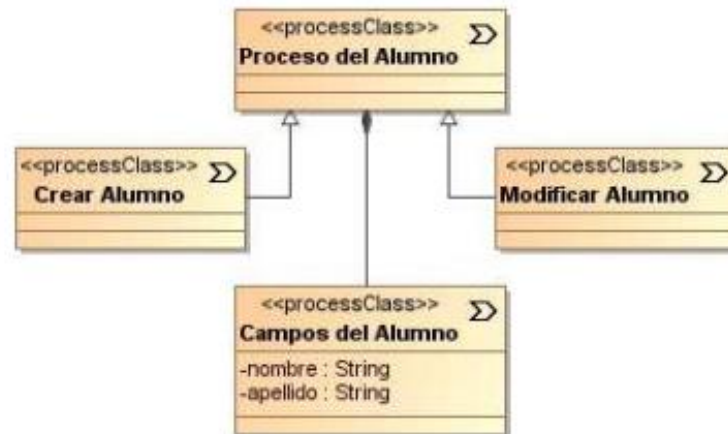 <<processClass>>
Proceso del Alumno
<<processClass>>
Crear Alumno
<<processClass>>
Modificar Alumno
<<processClass>>
Campos del Alumno
-nombre : String
-apellido : String